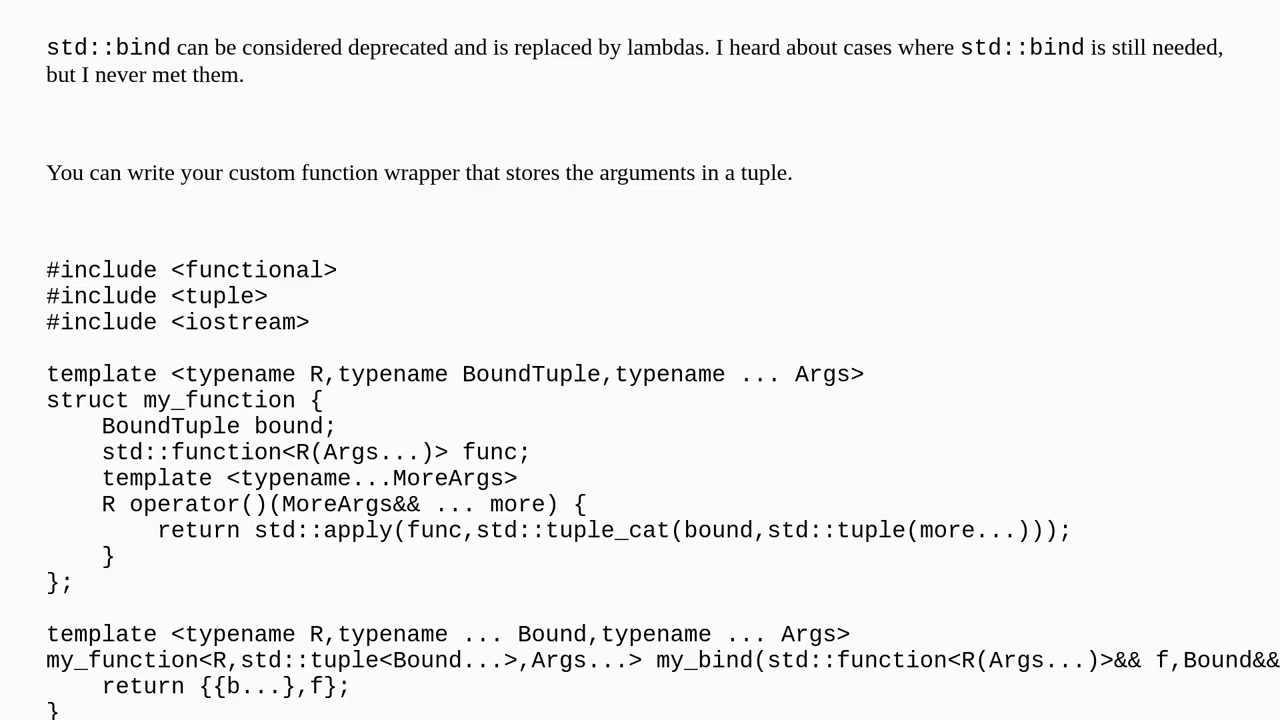 std::bind can be considered deprecated and is replaced by lambdas. I heard about cases where std::bind is still needed,
but I never met them.
You can write your custom function wrapper that stores the arguments in a tuple.
#include <functional>
#include <tuple>
#include <iostream>
template <typename R,typename BoundTuple,typename ... Args>
struct my_function {
    BoundTuple bound;
    std::function<R(Args...)> func;
    template <typename...MoreArgs>
    R operator()(MoreArgs&& ... more) {
        return std::apply(func,std::tuple_cat(bound,std::tuple(more...)));
    }
};
template <typename R,typename ... Bound,typename ... Args>
my_function<R,std::tuple<Bound...>,Args...> my_bind(std::function<R(Args...)>&& f,Bound&&
    return {{b...},f};
}